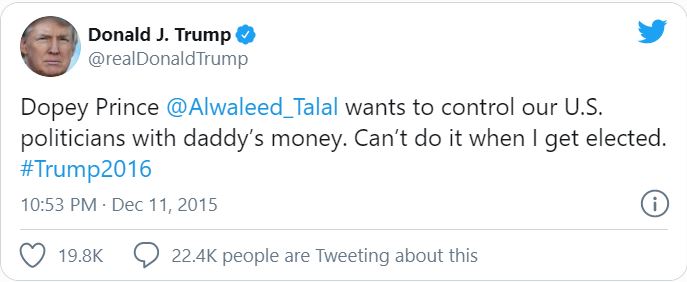 Donald J. Trump
@realDonaldTrump
Dopey Prince @Alwaleed_Talal wants to control our U.S.
politicians with daddy’s money. Can’t do it when I get elected.
#Trump2016
10:53 PM · Dec 11, 2015
19.8K 22.4K people are Tweeting about this